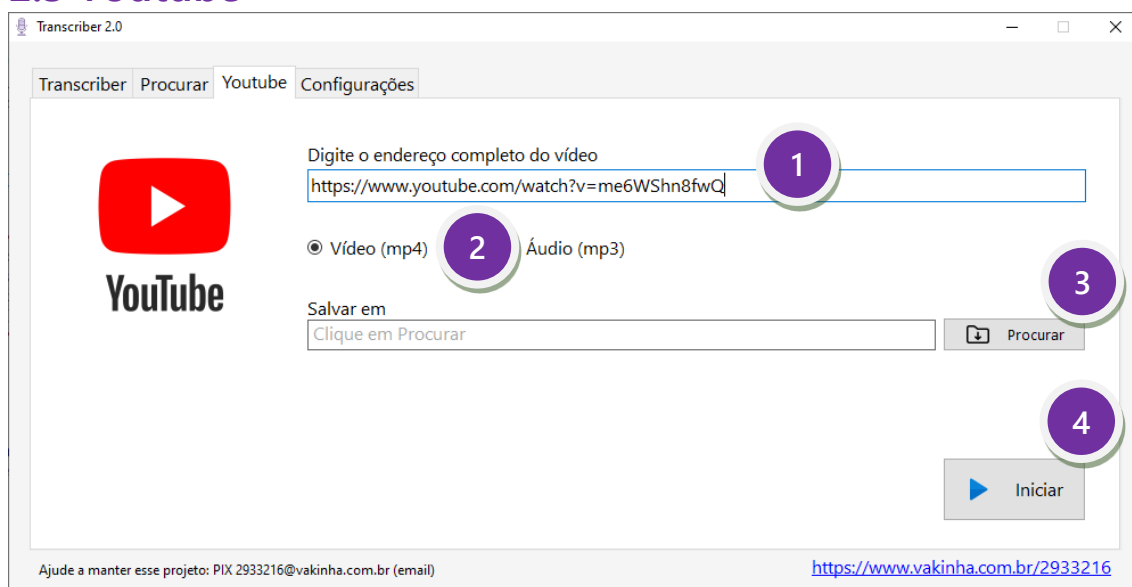 Transcriber 2.0
Transcriber Procurar Youtube Configurações
Digite o endereço completo do vídeo
1
https://www.youtube.com/watch?v=me6WShn8fwQ
Vídeo (mp4) 2 Áudio (mp3)
YouTube
3
Salvar em
Clique em Procurar
Procurar
4
Iniciar
Ajude a manter esse projeto: PIX 2933216@vakinha.com.br (email)
https://www.vakinha.com.br/2933216